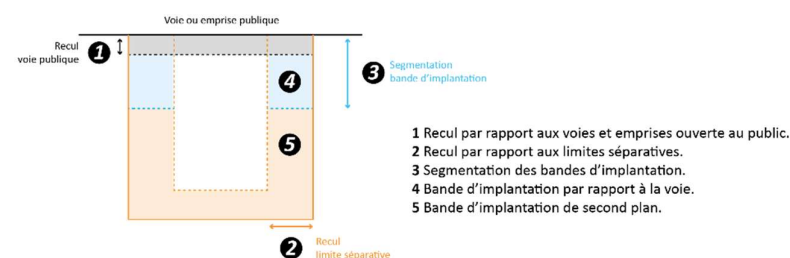 Voie ou emprise publique
Recul
voie publique
1
3
Segmentation
bande d'implantation
4
5
2
Recul
limite séparative
1 Recul par rapport aux voies et emprises ouverte au public.
2 Recul par rapport aux limites séparatives.
3 Segmentation des bandes d'implantation.
4 Bande d'implantation par rapport à la voie.
5 Bande d'implantation de second plan.